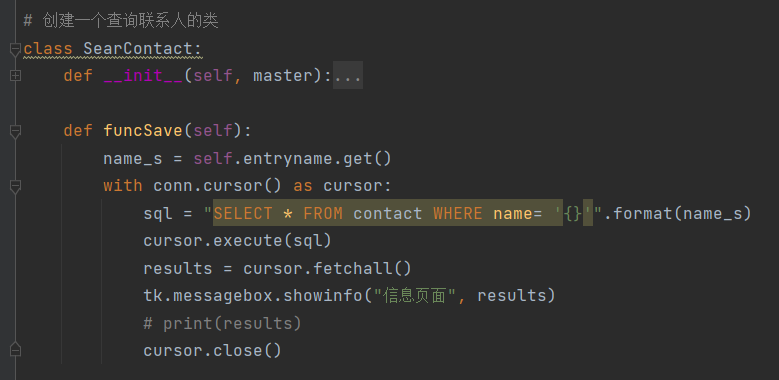 # 创建一个查询联系人的类
class SearContact:
def __init__(self, master):...
def funcSave(self):
name_s = self.entryname.get()
with conn.cursor() as cursor:
sql = "SELECT * FROM contact WHERE name= '{}'".format(name_s)
cursor.execute(sql)
results = cursor.fetchall()
tk.messagebox.showinfo("信息页面", results)
# print(results)
cursor.close()